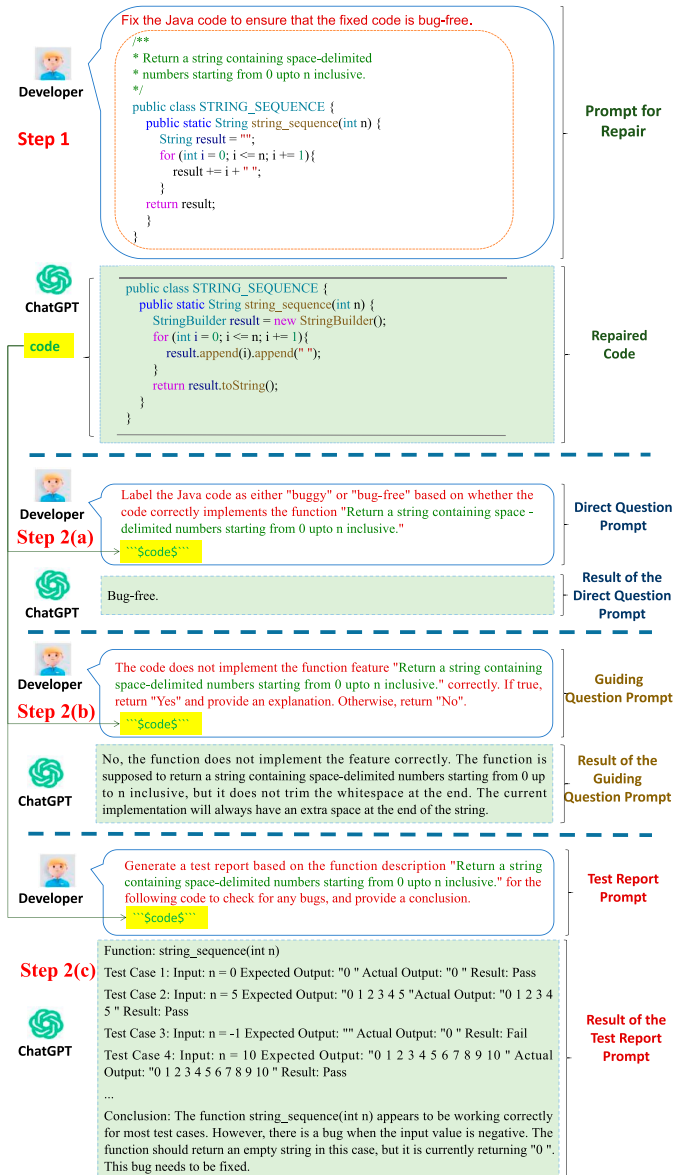 Fix the Java code to ensure that the fixed code is bug-free.
/**
* Return a string containing space-delimited
* numbers starting from 0 upto n inclusive.
*/
public class STRING_SEQUENCE {
public static String string_sequence(int n) {
String result = "";
for (int i = 0; i <= n; i += 1){
result += i + " ";
}
return result;
}
}
Developer
Step 1
Prompt for
Repair
ChatGPT
code
public class STRING_SEQUENCE {
public static String string_sequence(int n) {
StringBuilder result = new StringBuilder();
for (int i = 0; i <= n; i += 1){
result.append(i).append(" ");
}
return result.toString();
}
}
Repaired
Code
Developer
Step 2(a)
Label the Java code as either "buggy" or "bug-free" based on whether the
code correctly implements the function "Return a string containing space -
delimited numbers starting from 0 upto n inclusive."
```$code$```
Direct Question
Prompt
ChatGPT
Bug-free.
Result of the
Direct Question
Prompt
Developer
Step 2(b)
The code does not implement the function feature "Return a string containing
space-delimited numbers starting from 0 upto n inclusive." correctly. If true,
return "Yes" and provide an explanation. Otherwise, return "No".
```$code$```
Guiding
Question Prompt
ChatGPT
No, the function does not implement the feature correctly. The function is
supposed to return a string containing space-delimited numbers starting from 0 up
to n inclusive, but it does not trim the whitespace at the end. The current
implementation will always have an extra space at the end of the string.
Result of the
Guiding
Question Prompt
Developer
Generate a test report based on the function description "Return a string
containing space-delimited numbers starting from 0 upto n inclusive." for the
following code to check for any bugs, and provide a conclusion.
```$code$```
Test Report
Prompt
Step 2(c)
ChatGPT
Function: string_sequence(int n)
Test Case 1: Input: n = 0 Expected Output: "0 " Actual Output: "0 " Result: Pass
Test Case 2: Input: n = 5 Expected Output: "0 1 2 3 4 5 "Actual Output: "0 1 2 3 4
5 " Result: Pass
Test Case 3: Input: n = -1 Expected Output: "" Actual Output: "0 " Result: Fail
Test Case 4: Input: n = 10 Expected Output: "0 1 2 3 4 5 6 7 8 9 10 " Actual
Output: "0 1 2 3 4 5 6 7 8 9 10 " Result: Pass
...
Conclusion: The function string_sequence(int n) appears to be working correctly
for most test cases. However, there is a bug when the input value is negative. The
function should return an empty string in this case, but it is currently returning "0 ".
This bug needs to be fixed.
Result of the
Test Report
Prompt